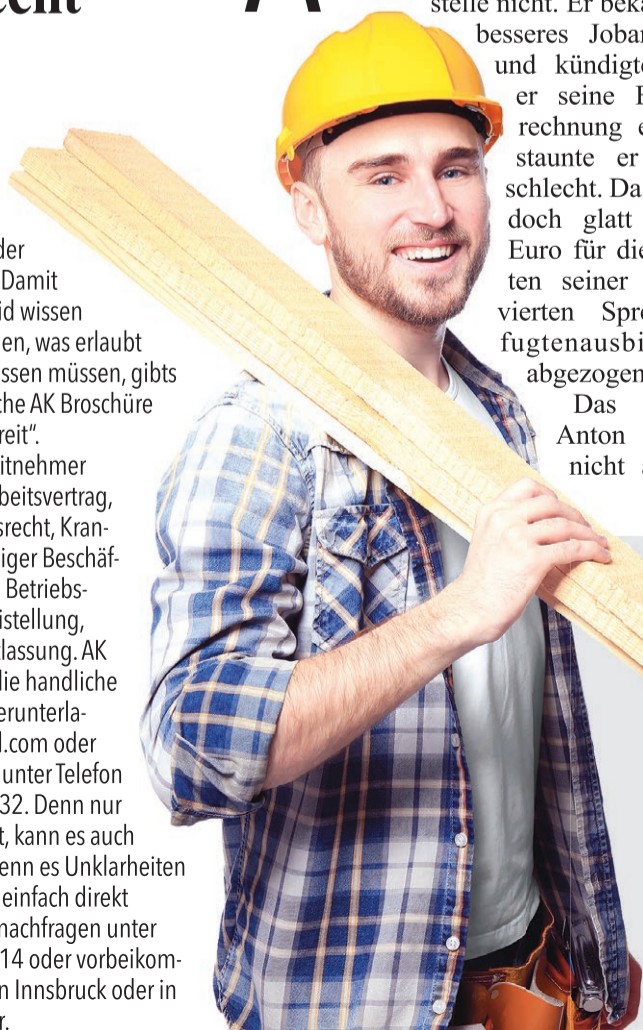 echt
stelle nicht. Er beka
besseres Joban
und kündigte
er seine
rechnung e
staunte er
schlecht. Da
doch glatt
Euro für die
ten seiner
vierten Spre
fugtenausbi
abgezogen
Das
Anton
nicht
der
Damit
id wissen
en, was erlaubt
issen müssen, gibts
che AK Broschüre
reit“.
itnehmer
beitsvertrag,
srecht, Kran-
iger Beschäf-
Betriebs-
istellung,
lassung. AK
die handliche
erunterla-
l.com oder
unter Telefon
32. Denn nur
t, kann es auch
enn es Unklarheiten
einfach direkt
nachfragen unter
14 oder vorbeikom-
n Innsbruck oder in
r.